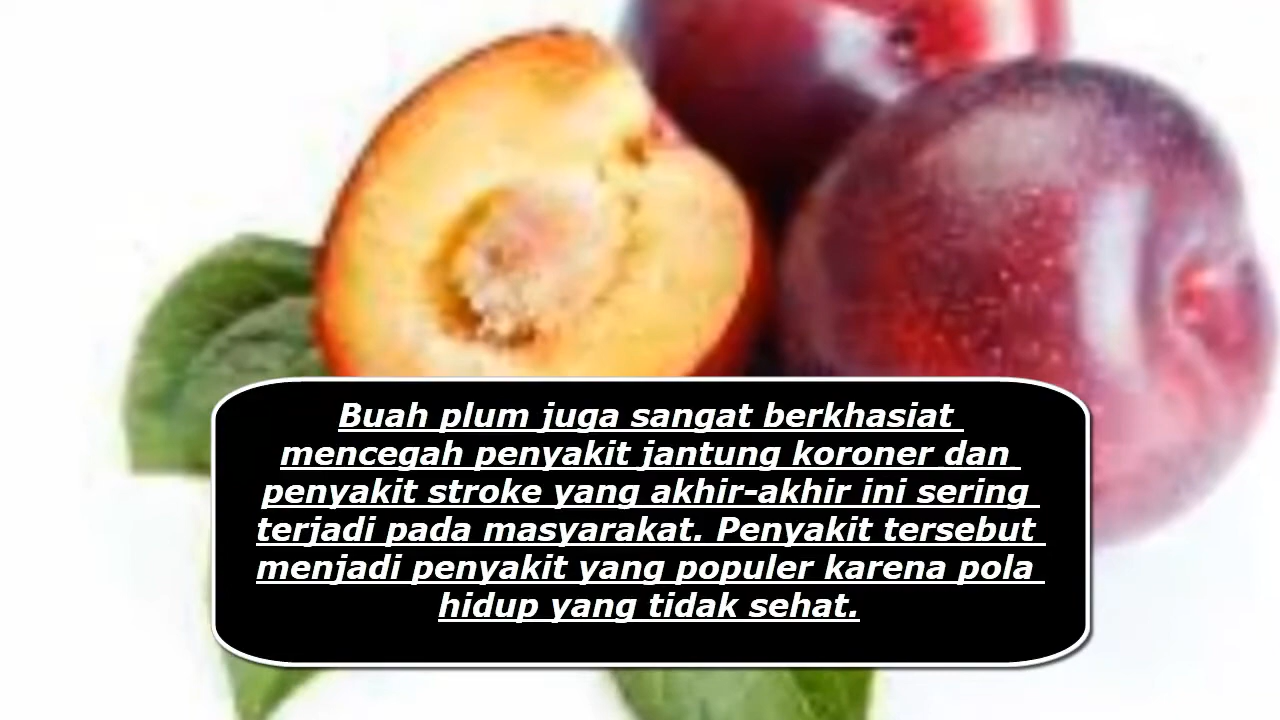 Buah plum juga sangat berkhasiat
mencegah penyakit jantung koroner dan
penyakit stroke yang akhir-akhir ini sering
terjadi pada masyarakat. Penyakit tersebut
menjadi penyakit yang populer karena pola
hidup yang tidak sehat.